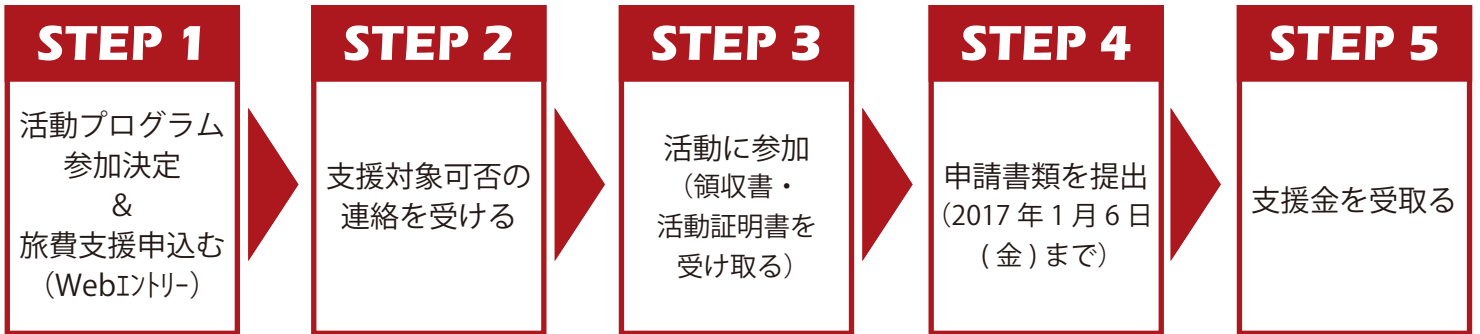 STEP 1
活動プログラム
参加決定
&
旅費支援申込む
（Webｴﾝﾄﾘｰ）
STEP 2
支援対象可否の
連絡を受ける
STEP 3
活動に参加
（領収書・
活動証明書を
受け取る）
STEP 4
申請書類を提出
（2017 年 1 月 6 日
( 金 ) まで）
STEP 5
支援金を受取る